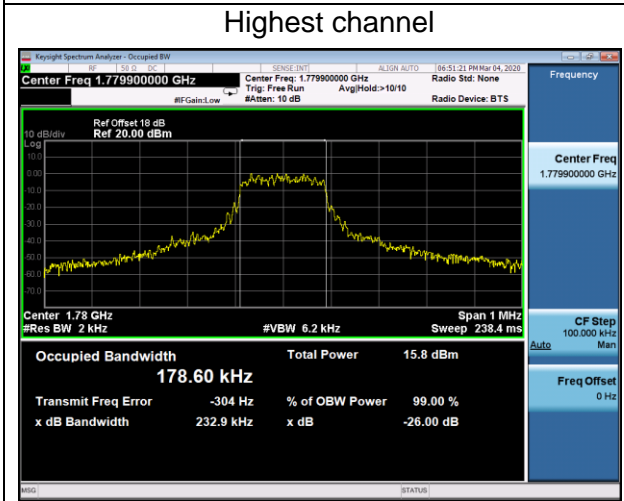 Highest channel
Keysight Spectrum Analyzer - Occupied BW
RF 50 Ω DC SENSE:INT ALIGN AUTO 06:51:21 PM Mar 04, 2020
Center Freq 1.779900000 GHz
Center Freq: 1.779900000 GHz
Radio Std: None
Trig: Free Run Avg|Hold:>10/10
#IFGain:Low #Atten: 10 dB Radio Device: BTS
Frequency
Ref Offset 18 dB
10 dB/div Ref 20.00 dBm
Log
10.0
0.00
-10.0
-20.0
-30.0
-40.0
-50.0
-60.0
-70.0
Center 1.78 GHz Span 1 MHz
#Res BW 2 kHz #VBW 6.2 kHz Sweep 238.4 ms
Center Freq
1.779900000 GHz
CF Step
100.000 kHz
Auto Man
Freq Offset
0 Hz
Occupied Bandwidth Total Power 15.8 dBm
178.60 kHz
Transmit Freq Error -304 Hz % of OBW Power 99.00 %
x dB Bandwidth 232.9 kHz x dB -26.00 dB
MSG STATUS